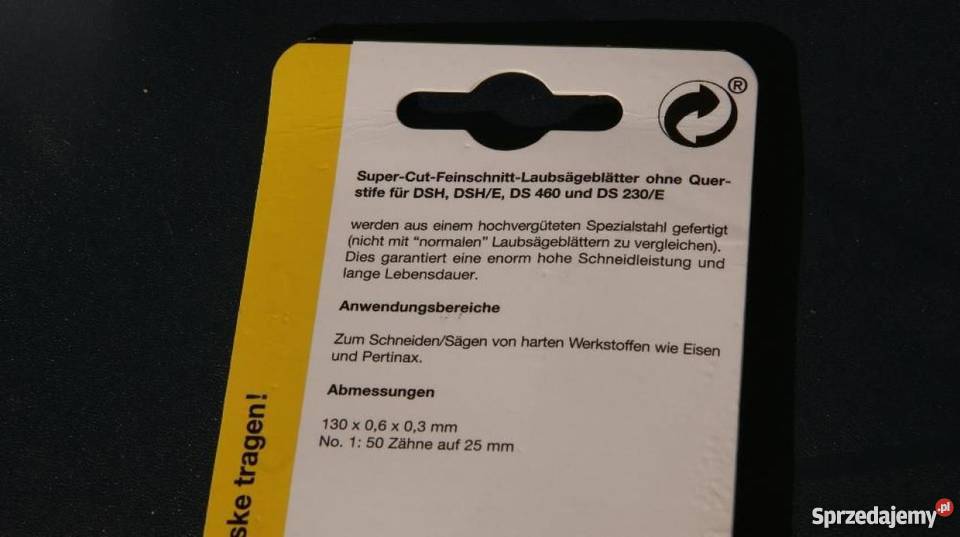 Super-Cut-Feinschnitt-Laubsägeblätter ohne Quer-
stife für DSH, DSH/E, DS 460 und DS 230/E
werden aus einem hochvergüteten Spezialstahl gefertigt
(nicht mit "normalen" Laubsägeblättern zu vergleichen).
Dies garantiert eine enorm hohe Schneidleistung und
lange Lebensdauer.
Anwendungsbereiche
Zum Schneiden/Sägen von harten Werkstoffen wie Eisen
und Pertinax.
Abmessungen
130 x 0,6 x 0,3 mm
No. 1: 50 Zähne auf 25 mm
ske tragen!
®
Sprzedajemy.pl